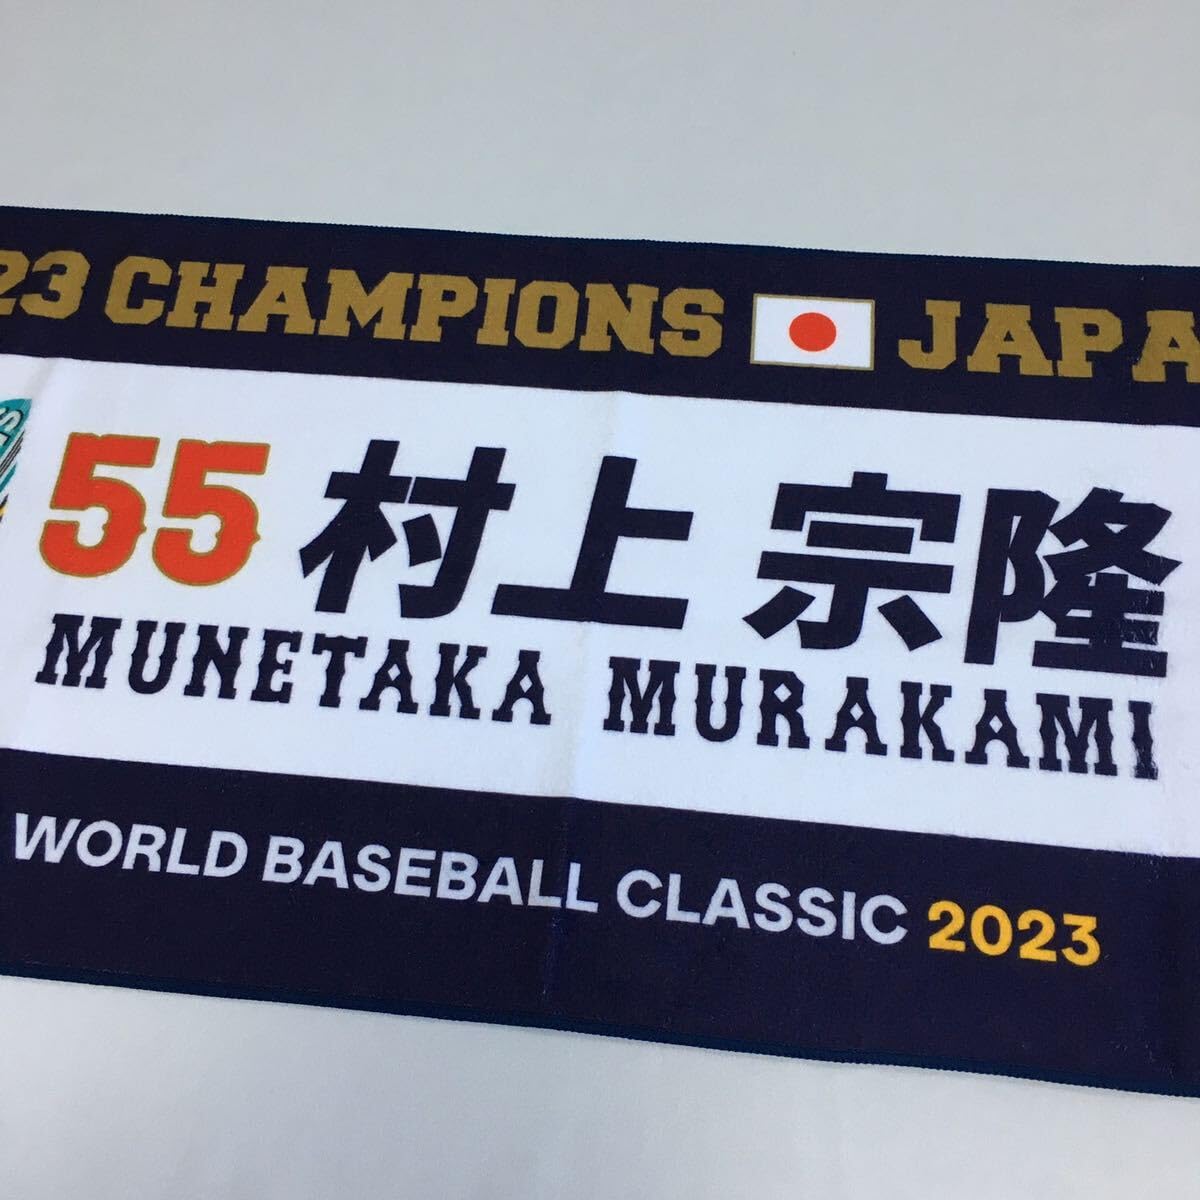 23 CHAMPIONS JAPA
55 村上 宗隆
MUNETAKA MURAKAMI
WORLD BASEBALL CLASSIC 2023